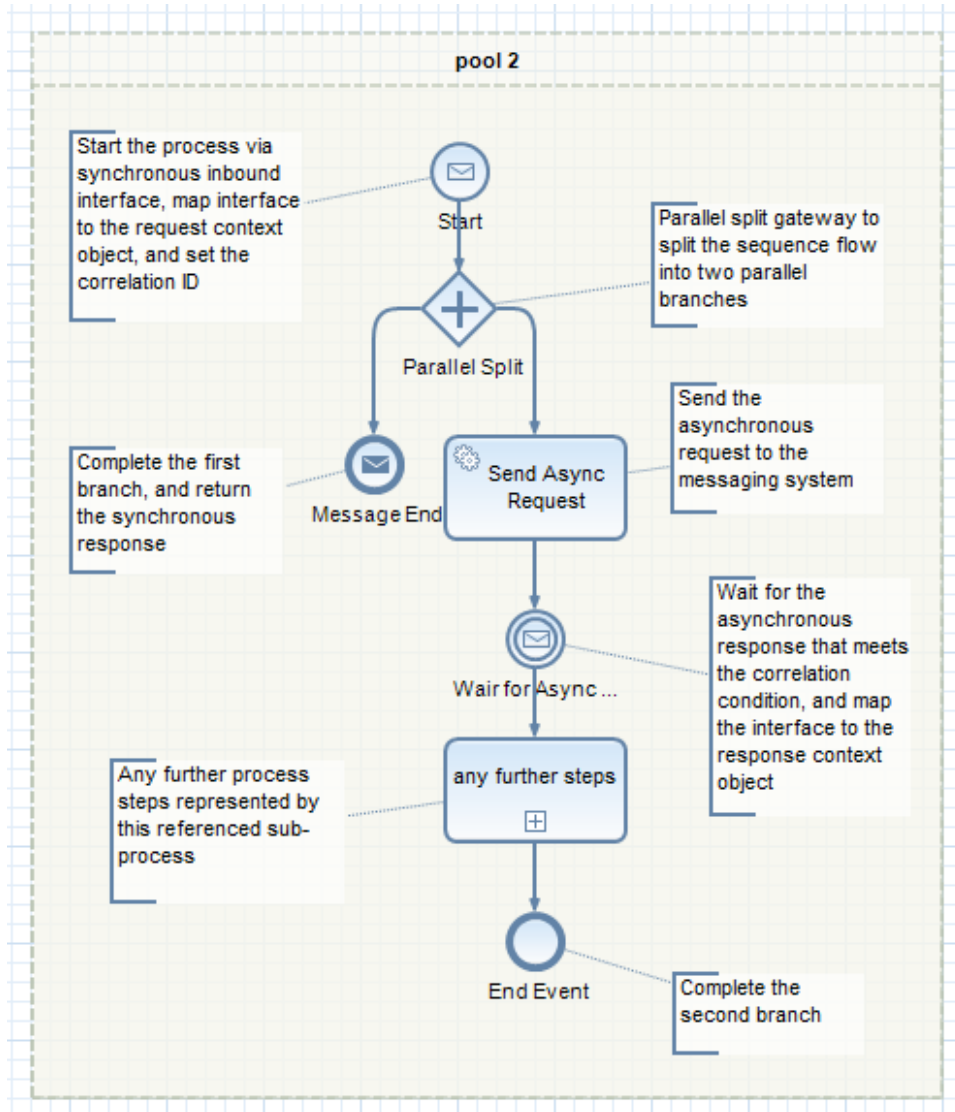 pool 2
Start the process via
synchronous inbound
interface, map interface
to the request context
object, and set the
correlation ID
Start
Parallel split gateway to
split the sequence flow
into two parallel
branches
Parallel Split
Send the
asynchronous
request to the
messaging system
Complete the first
branch, and return
the synchronous
response
Message End
Send Async
Request
Wait for the
asynchronous
response that meets
the correlation
condition, and map
the interface to the
response context
object
Wair for Async ...
Any further process
steps represented by
this referenced sub-
process
any further steps
End Event
Complete the
second branch